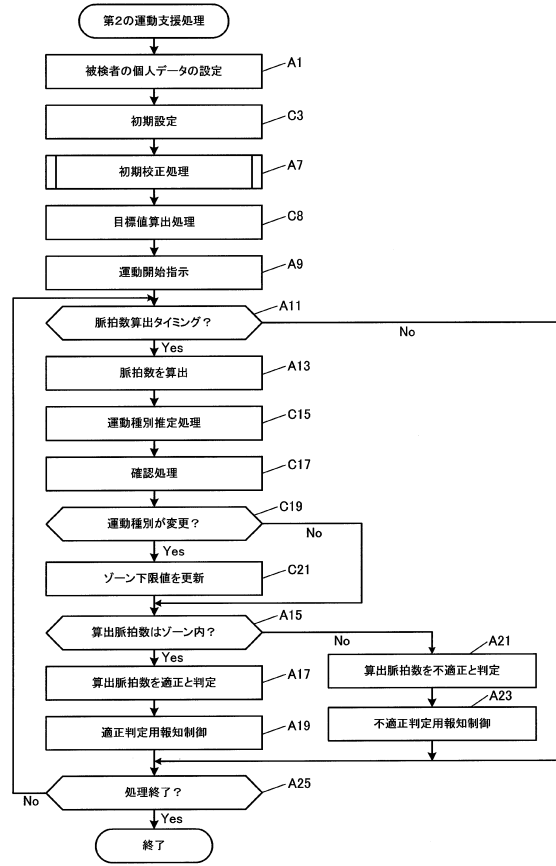 第2の運動支援処理
被検者の個人データの設定
A1
初期設定
C3
初期校正処理
A7
目標値算出処理
C8
運動開始指示
A9
脈拍数算出タイミング?
A11
No
Yes
脈拍数を算出
A13
運動種別推定処理
C15
確認処理
C17
運動種別が変更?
C19
No
Yes
ゾーン下限値を更新
C21
算出脈拍数はゾーン内?
A15
No
Yes
算出脈拍数を適正と判定
A17
算出脈拍数を不適正と判定
A21
適正判定用報知制御
A19
不適正判定用報知制御
A23
処理終了?
A25
No
Yes
終了